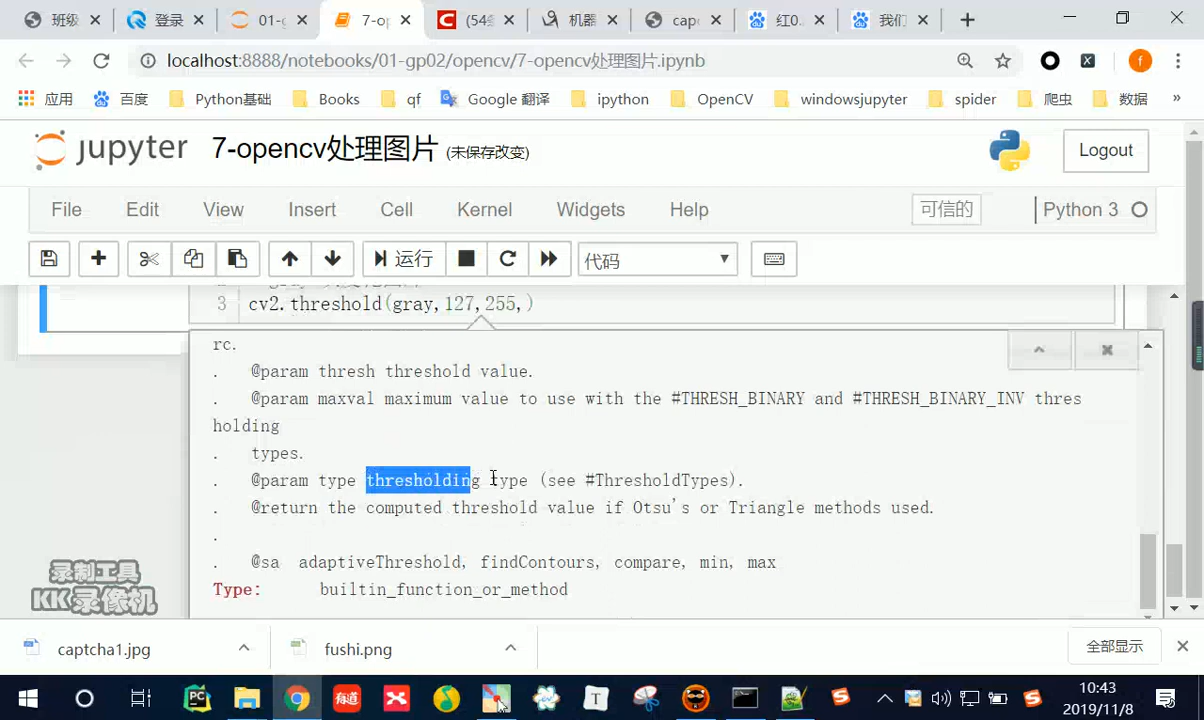 班级 登录 01-g 7-op (54条 机器 capc 红0. 我们
localhost:8888/notebooks/01-gp02/opencv/7-opencv处理图片.ipynb
应用 百度 Python基础 Books qf Google 翻译 ipython OpenCV windowsjupyter spider 爬虫 数据 »
jupyter 7-opencv处理图片 (未保存改变) Logout
File Edit View Insert Cell Kernel Widgets Help 可信的 Python 3
运行 代码
3 cv2.threshold(gray,127,255,)
rc.
. @param thresh threshold value.
. @param maxval maximum value to use with the #THRESH_BINARY and #THRESH_BINARY_INV thres
holding
. types.
. @param type thresholding type (see #ThresholdTypes).
. @return the computed threshold value if Otsu's or Triangle methods used.
.
. @sa adaptiveThreshold, findContours, compare, min, max
Type: builtin_function_or_method
录制工具
KK录像机
captcha1.jpg fushi.png 全部显示
PC 有道 T S S
10:43
2019/11/8